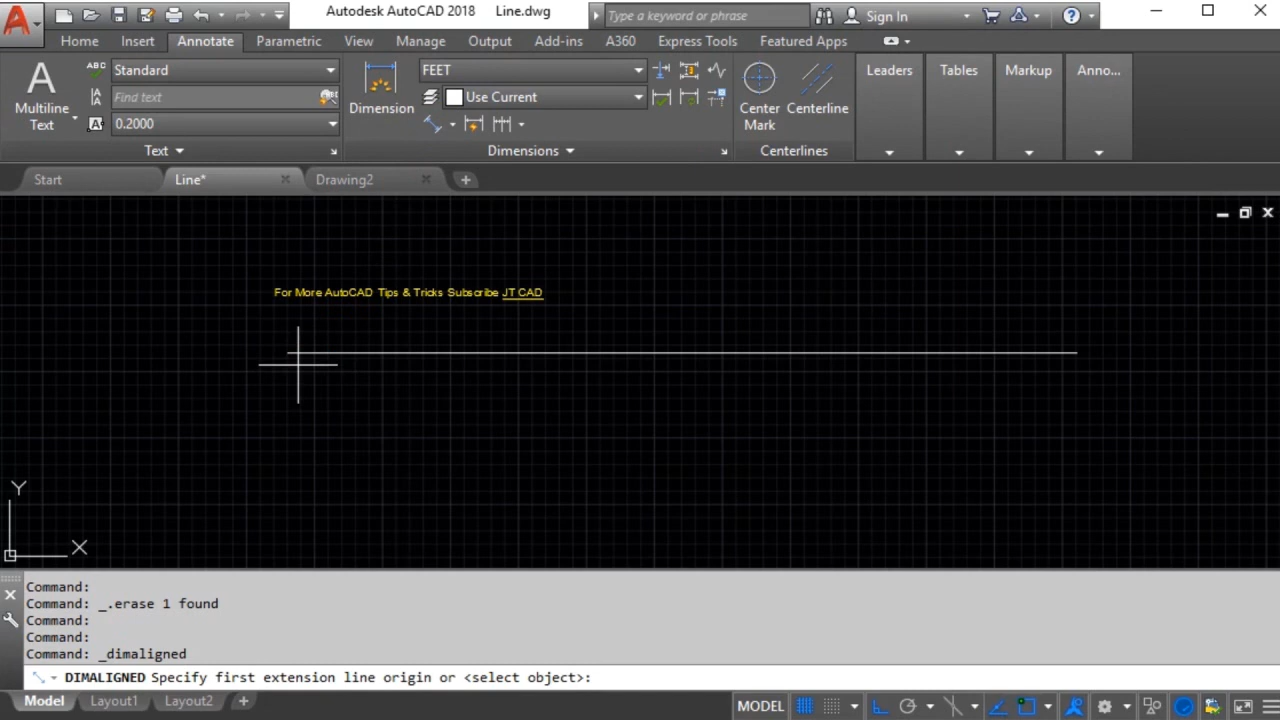 Autodesk AutoCAD 2018 Line.dwg
Type a keyword or phrase
Sign In
Home Insert Annotate Parametric View Manage Output Add-ins A360 Express Tools Featured Apps
A
Multiline
Text
ABC
Standard
Find text
0.2000
Text
Dimension
FEET
Use Current
Dimensions
Center
Mark
Centerline
Centerlines
Leaders
Tables
Markup
Anno...
Start Line* Drawing2
For More AutoCAD Tips & Tricks Subscribe JT CAD
Y
X
Command:
Command: _.erase 1 found
Command:
Command:
Command: _dimaligned
DIMALIGNED Specify first extension line origin or <select object>:
Model Layout1 Layout2
MODEL